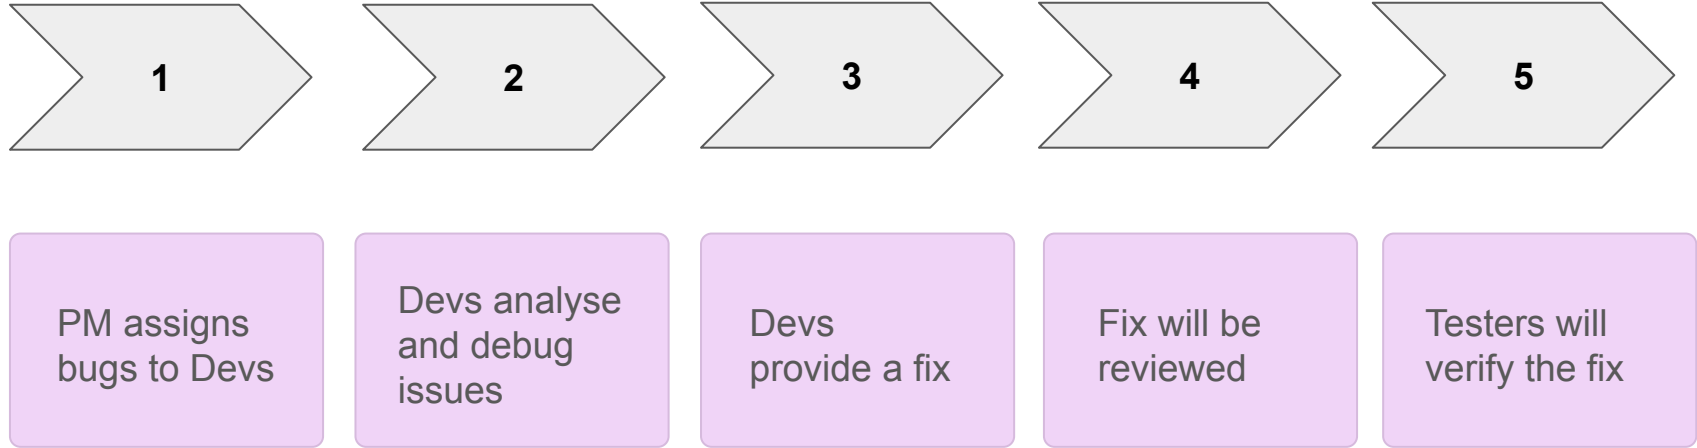 1
2
3
4
5
PM assigns
bugs to Devs
Devs analyse
and debug
issues
Devs
provide a fix
Fix will be
reviewed
Testers will
verify the fix